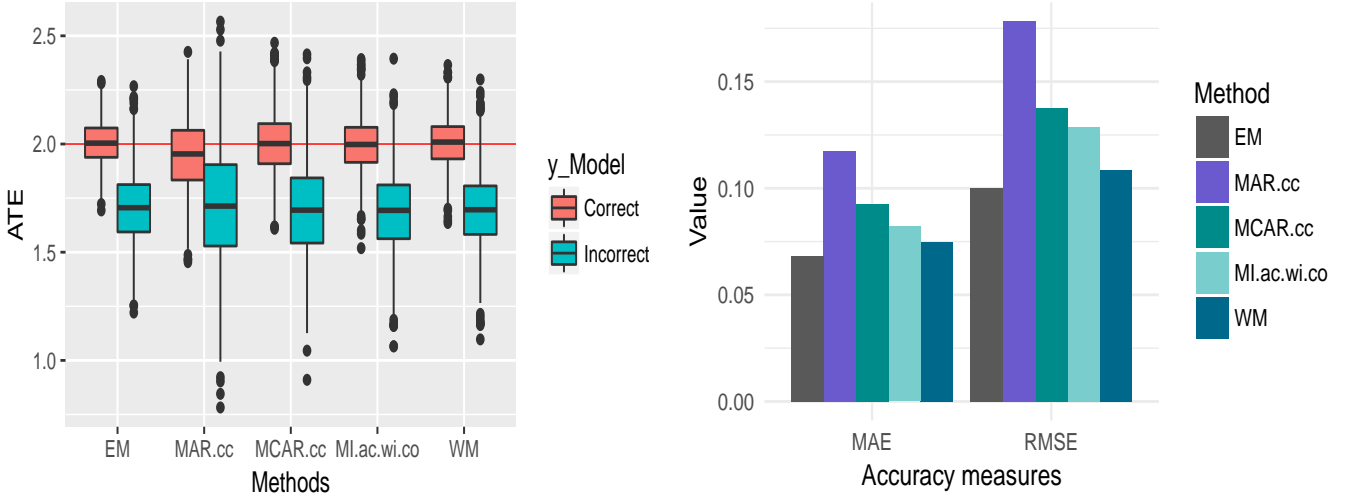 2.5
2.0
1.5
1.0
ATE
EM
MAR.cc
MCAR.cc
MI.ac.wi.co
WM
Methods
y_Model
Correct
Incorrect
0.15
0.10
0.05
0.00
Value
MAE
RMSE
Accuracy measures
Method
EM
MAR.cc
MCAR.cc
MI.ac.wi.co
WM